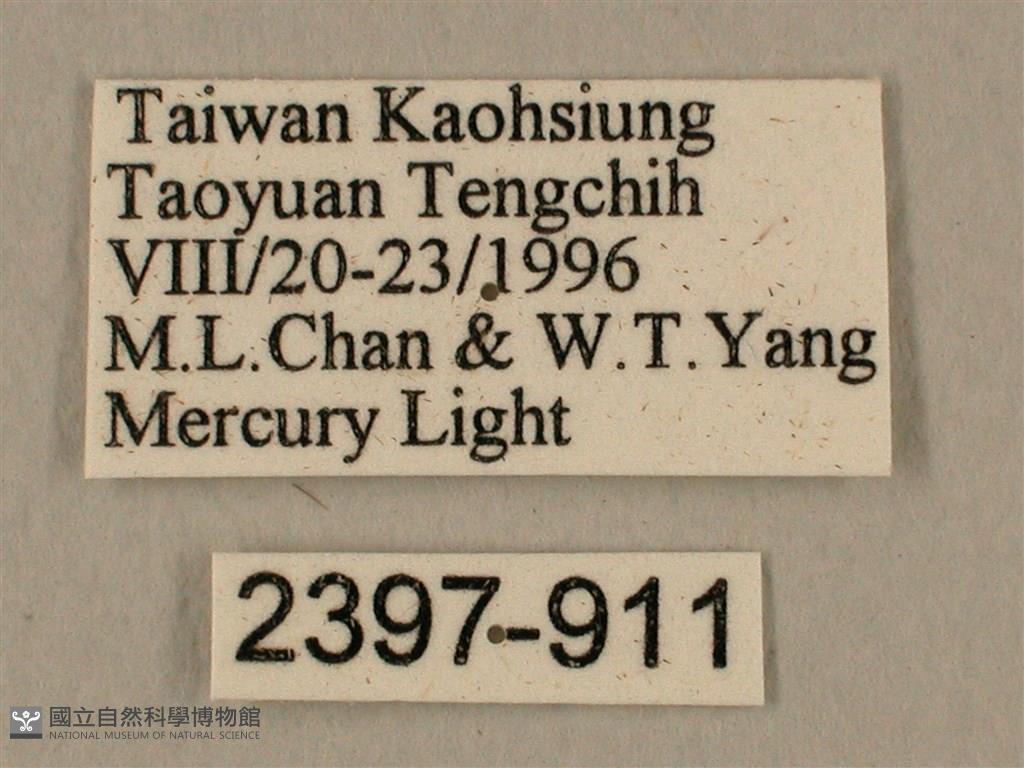 Taiwan Kaohsiung
Taoyuan Tengchih
VIII/20-23/1996
M.L.Chan & W.T.Yang
Mercury Light
2397-911
國立自然科學博物館
NATIONAL MUSEUM OF NATURAL SCIENCE